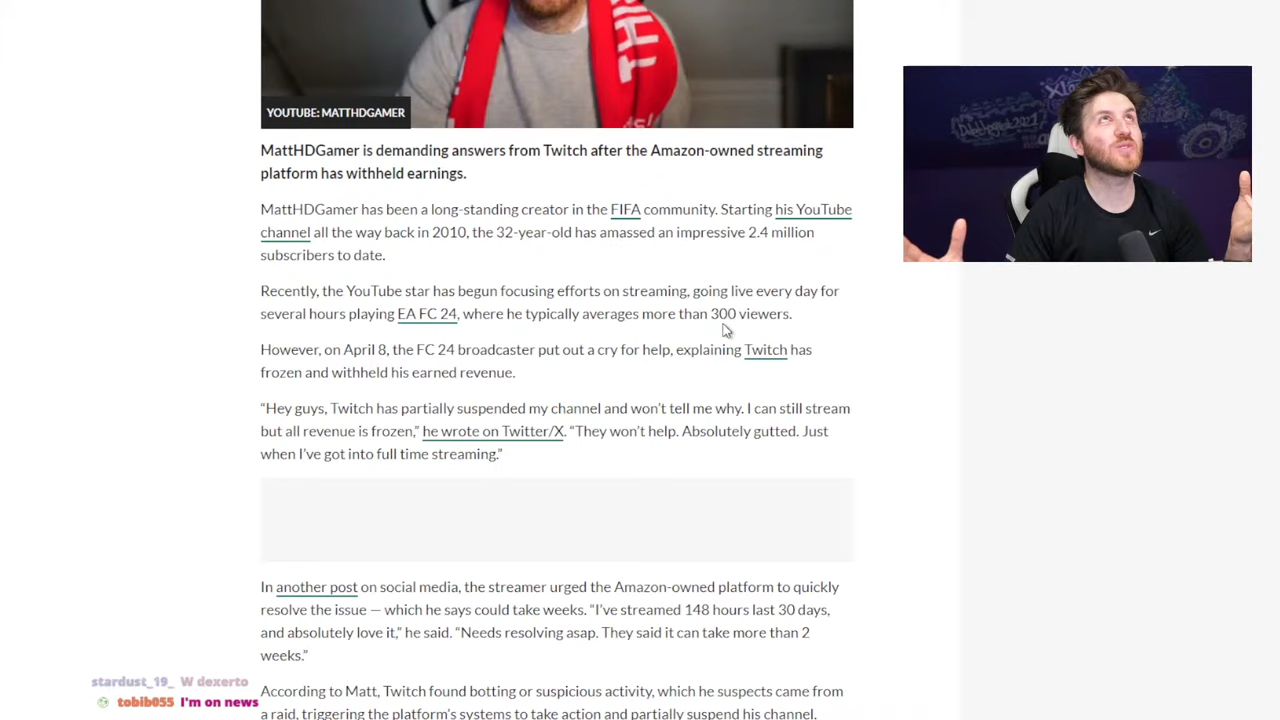 THIS
YOUTUBE: MATTHDGAMER
MattHDGamer is demanding answers from Twitch after the Amazon-owned streaming
platform has withheld earnings.
MattHDGamer has been a long-standing creator in the FIFA community. Starting his YouTube
channel all the way back in 2010, the 32-year-old has amassed an impressive 2.4 million
subscribers to date.
Recently, the YouTube star has begun focusing efforts on streaming, going live every day for
several hours playing EA FC 24, where he typically averages more than 300 viewers.
However, on April 8, the FC 24 broadcaster put out a cry for help, explaining Twitch has
frozen and withheld his earned revenue.
“Hey guys, Twitch has partially suspended my channel and won’t tell me why. I can still stream
but all revenue is frozen,” he wrote on Twitter/X. “They won’t help. Absolutely gutted. Just
when I’ve got into full time streaming.”
In another post on social media, the streamer urged the Amazon-owned platform to quickly
resolve the issue — which he says could take weeks. “I’ve streamed 148 hours last 30 days,
and absolutely love it,” he said. “Needs resolving asap. They said it can take more than 2
weeks.”
According to Matt, Twitch found botting or suspicious activity, which he suspects came from
a raid, triggering the platform's systems to take action and partially suspend his channel.
stardust_19_ W dexerto
tobib055 I'm on news